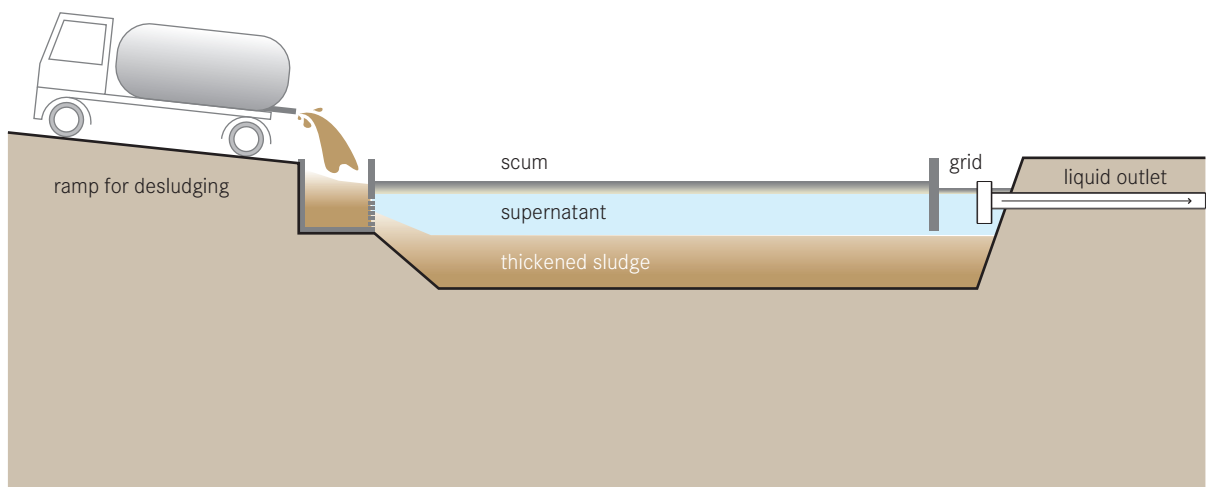 scum
grid
liquid outlet
ramp for desludging
supernatant
thickened sludge